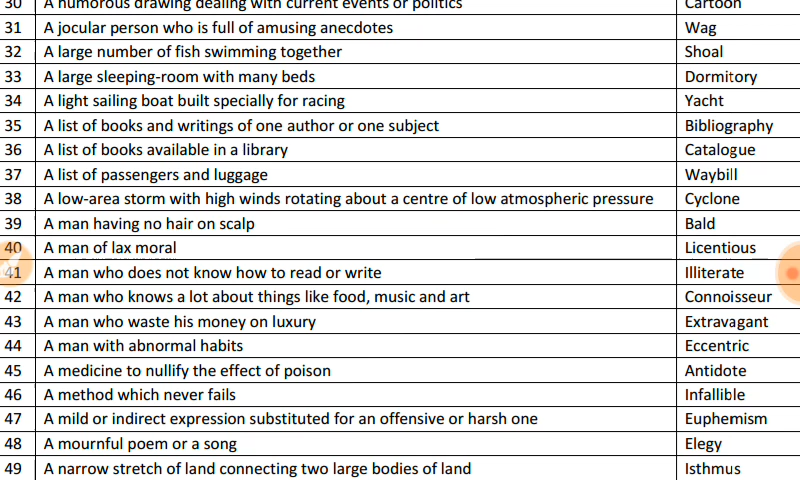 30 A humorous drawing dealing with current events or politics Cartoon
31 A jocular person who is full of amusing anecdotes Wag
32 A large number of fish swimming together Shoal
33 A large sleeping-room with many beds Dormitory
34 A light sailing boat built specially for racing Yacht
35 A list of books and writings of one author or one subject Bibliography
36 A list of books available in a library Catalogue
37 A list of passengers and luggage Waybill
38 A low-area storm with high winds rotating about a centre of low atmospheric pressure Cyclone
39 A man having no hair on scalp Bald
40 A man of lax moral Licentious
41 A man who does not know how to read or write Illiterate
42 A man who knows a lot about things like food, music and art Connoisseur
43 A man who waste his money on luxury Extravagant
44 A man with abnormal habits Eccentric
45 A medicine to nullify the effect of poison Antidote
46 A method which never fails Infallible
47 A mild or indirect expression substituted for an offensive or harsh one Euphemism
48 A mournful poem or a song Elegy
49 A narrow stretch of land connecting two large bodies of land Isthmus